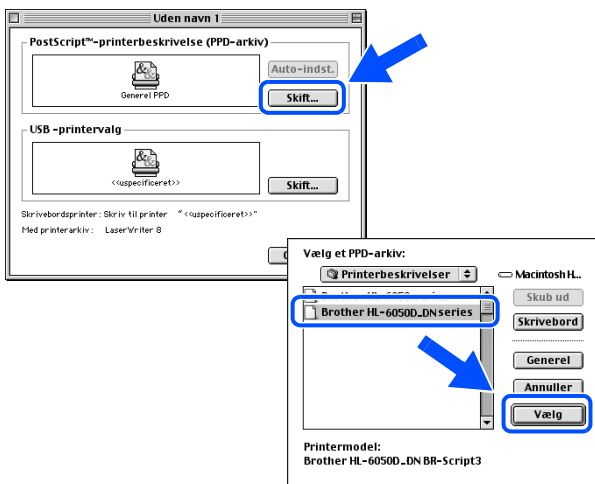 Uden navn 1
PostScript™-printerbeskrivelse (PPD-arkiv)
Auto-indst.
Generel PPD
Skift...
USB -printervalg
<<uspecificeret>>
Skift...
Skrivebordsprinter: Skriv til printer "<<uspecificeret>>"
Med printerarkiv: LaserWriter 8
Vælg et PPD-arkiv:
Printerbeskrivelser
Macintosh H...
Skub ud
Brother HL-6050D_DN series
Skrivebord
Generel
Annuller
Vælg
Printermodel:
Brother HL-6050D_DN BR-Script3